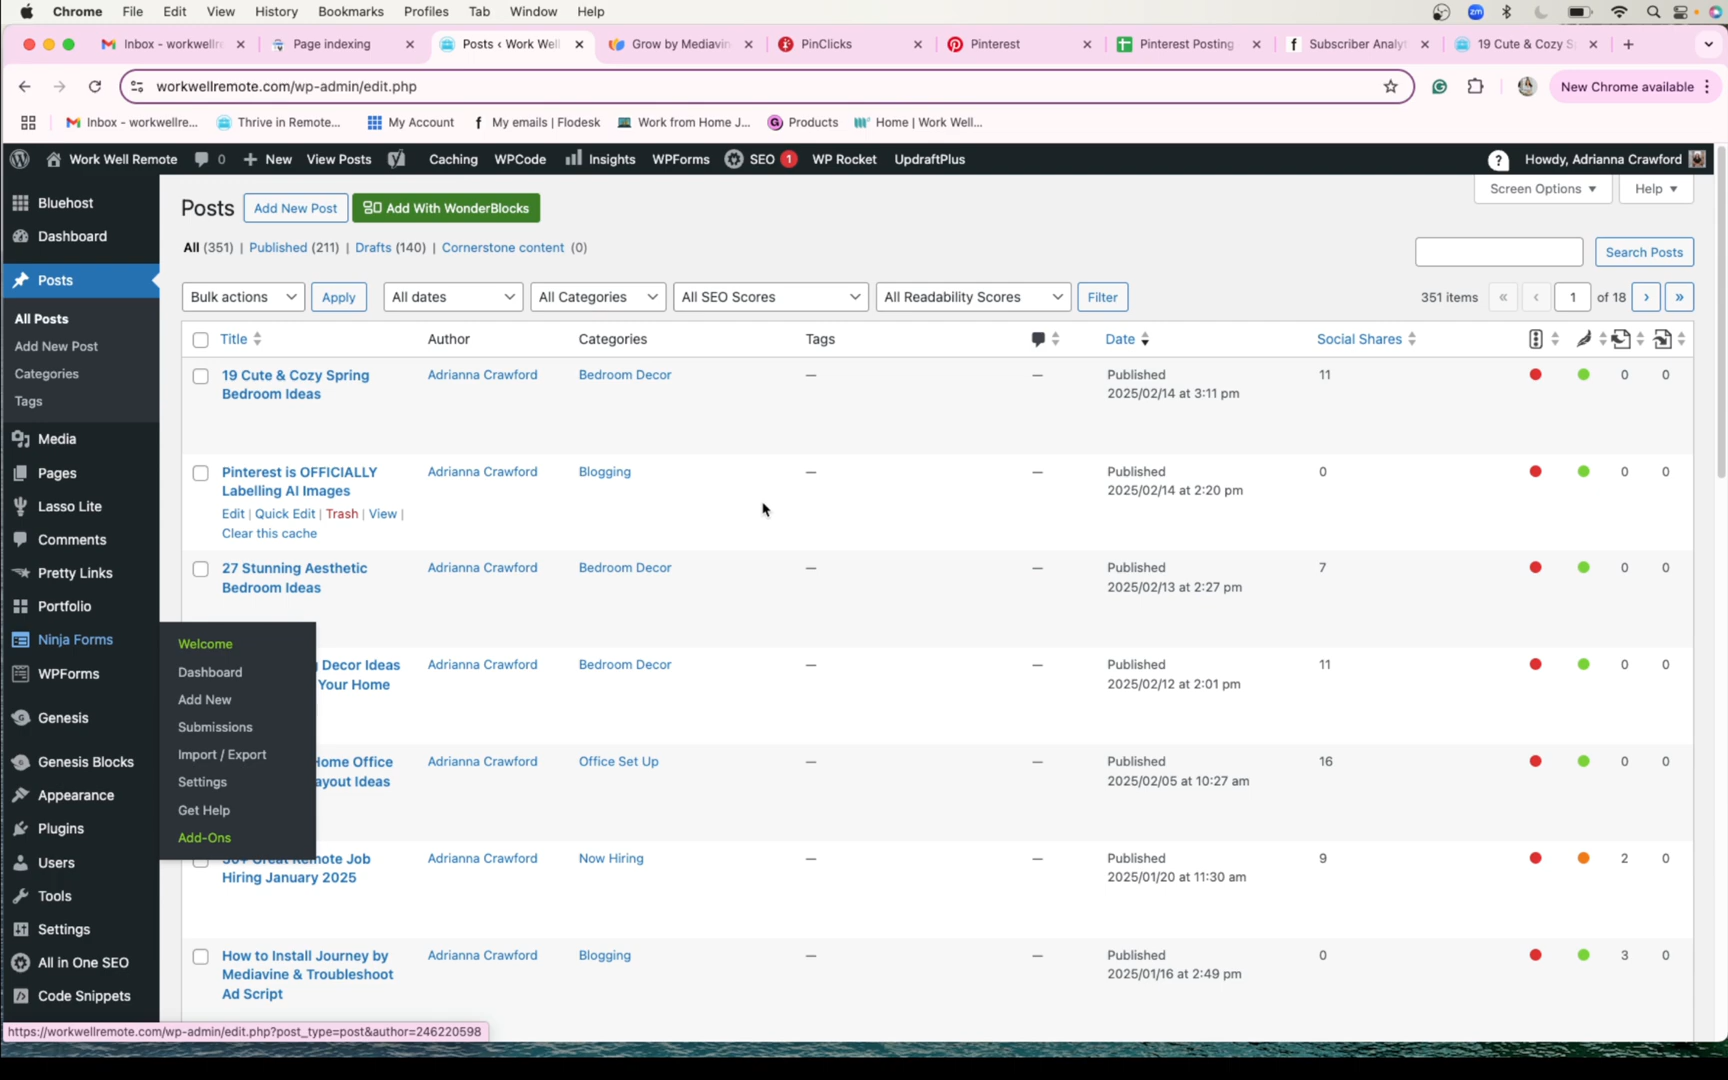 Chrome File Edit View History Bookmarks Profiles Tab Window Help zm
Inbox - workwellr Page indexing Posts ‹ Work Wel Grow by Mediavin PinClicks Pinterest Pinterest Posting Subscriber Analyt 19 Cute & Cozy S
workwellremote.com/wp-admin/edit.php New Chrome available
Inbox - workwellre... Thrive in Remote... My Account My emails | Flodesk Work from Home J... Products Home | Work Well...
Work Well Remote 0 New View Posts Caching WPCode Insights WPForms SEO 1 WP Rocket UpdraftPlus ? Howdy, Adrianna Crawford
Screen Options Help
Bluehost
Dashboard
Posts
All Posts
Add New Post
Categories
Tags
Media
Pages
Lasso Lite
Comments
Pretty Links
Portfolio
Ninja Forms
WPForms
Genesis
Genesis Blocks
Appearance
Plugins
Users
Tools
Settings
All in One SEO
Code Snippets
Welcome
Dashboard
Add New
Submissions
Import / Export
Settings
Get Help
Add-Ons
Posts Add New Post Add With WonderBlocks
All (351) | Published (211) | Drafts (140) | Cornerstone content (0)
Search Posts
Bulk actions Apply All dates All Categories All SEO Scores All Readability Scores Filter 351 items « ‹ 1 of 18 › »
Title Author Categories Tags Date Social Shares
19 Cute & Cozy Spring Adrianna Crawford Bedroom Decor — — Published 11 0 0
Bedroom Ideas 2025/02/14 at 3:11 pm
Pinterest is OFFICIALLY Adrianna Crawford Blogging — — Published 0 0 0
Labelling AI Images 2025/02/14 at 2:20 pm
Edit | Quick Edit | Trash | View |
Clear this cache
27 Stunning Aesthetic Adrianna Crawford Bedroom Decor — — Published 7 0 0
Bedroom Ideas 2025/02/13 at 2:27 pm
Decor Ideas Adrianna Crawford Bedroom Decor — — Published 11 0 0
Your Home 2025/02/12 at 2:01 pm
Home Office Adrianna Crawford Office Set Up — — Published 16 0 0
ayout Ideas 2025/02/05 at 10:27 am
Remote Job Adrianna Crawford Now Hiring — — Published 9 2 0
Hiring January 2025 2025/01/20 at 11:30 am
How to Install Journey by Adrianna Crawford Blogging — — Published 0 3 0
Mediavine & Troubleshoot 2025/01/16 at 2:49 pm
Ad Script
https://workwellremote.com/wp-admin/edit.php?post_type=post&author=246220598